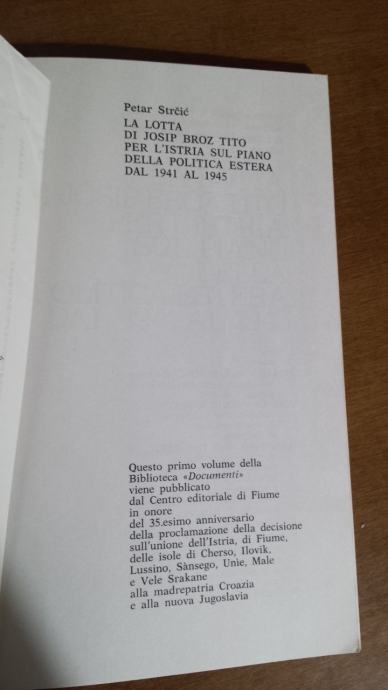 Petar Strčić
LA LOTTA
DI JOSIP BROZ TITO
PER L'ISTRIA SUL PIANO
DELLA POLITICA ESTERA
DAL 1941 AL 1945
Questo primo volume della
Biblioteca «Documenti»
viene pubblicato
dal Centro editoriale di Fiume
in onore
del 35.esimo anniversario
della proclamazione della decisione
sull'unione dell'Istria, di Fiume,
delle isole di Cherso, Ilovik,
Lussino, Sànsego, Unie, Male
e Vele Srakane
alla madrepatria Croazia
e alla nuova Jugoslavia